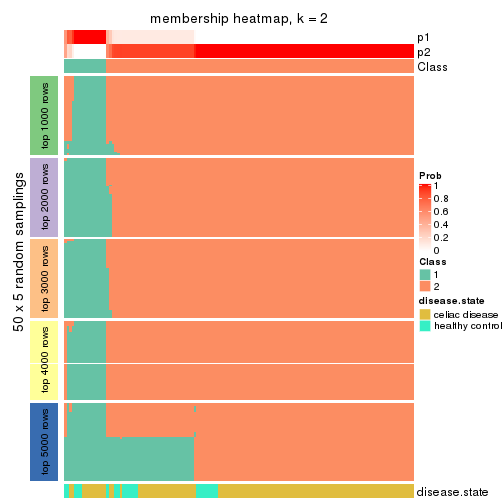 membership heatmap, k = 2
p1
p2
Class
50 x 5 random samplings
top 1000 rows
top 2000 rows
top 3000 rows
top 4000 rows
top 5000 rows
Prob
1
0.8
0.6
0.4
0.2
0
Class
1
2
disease.state
celiac disease
healthy control
disease.state